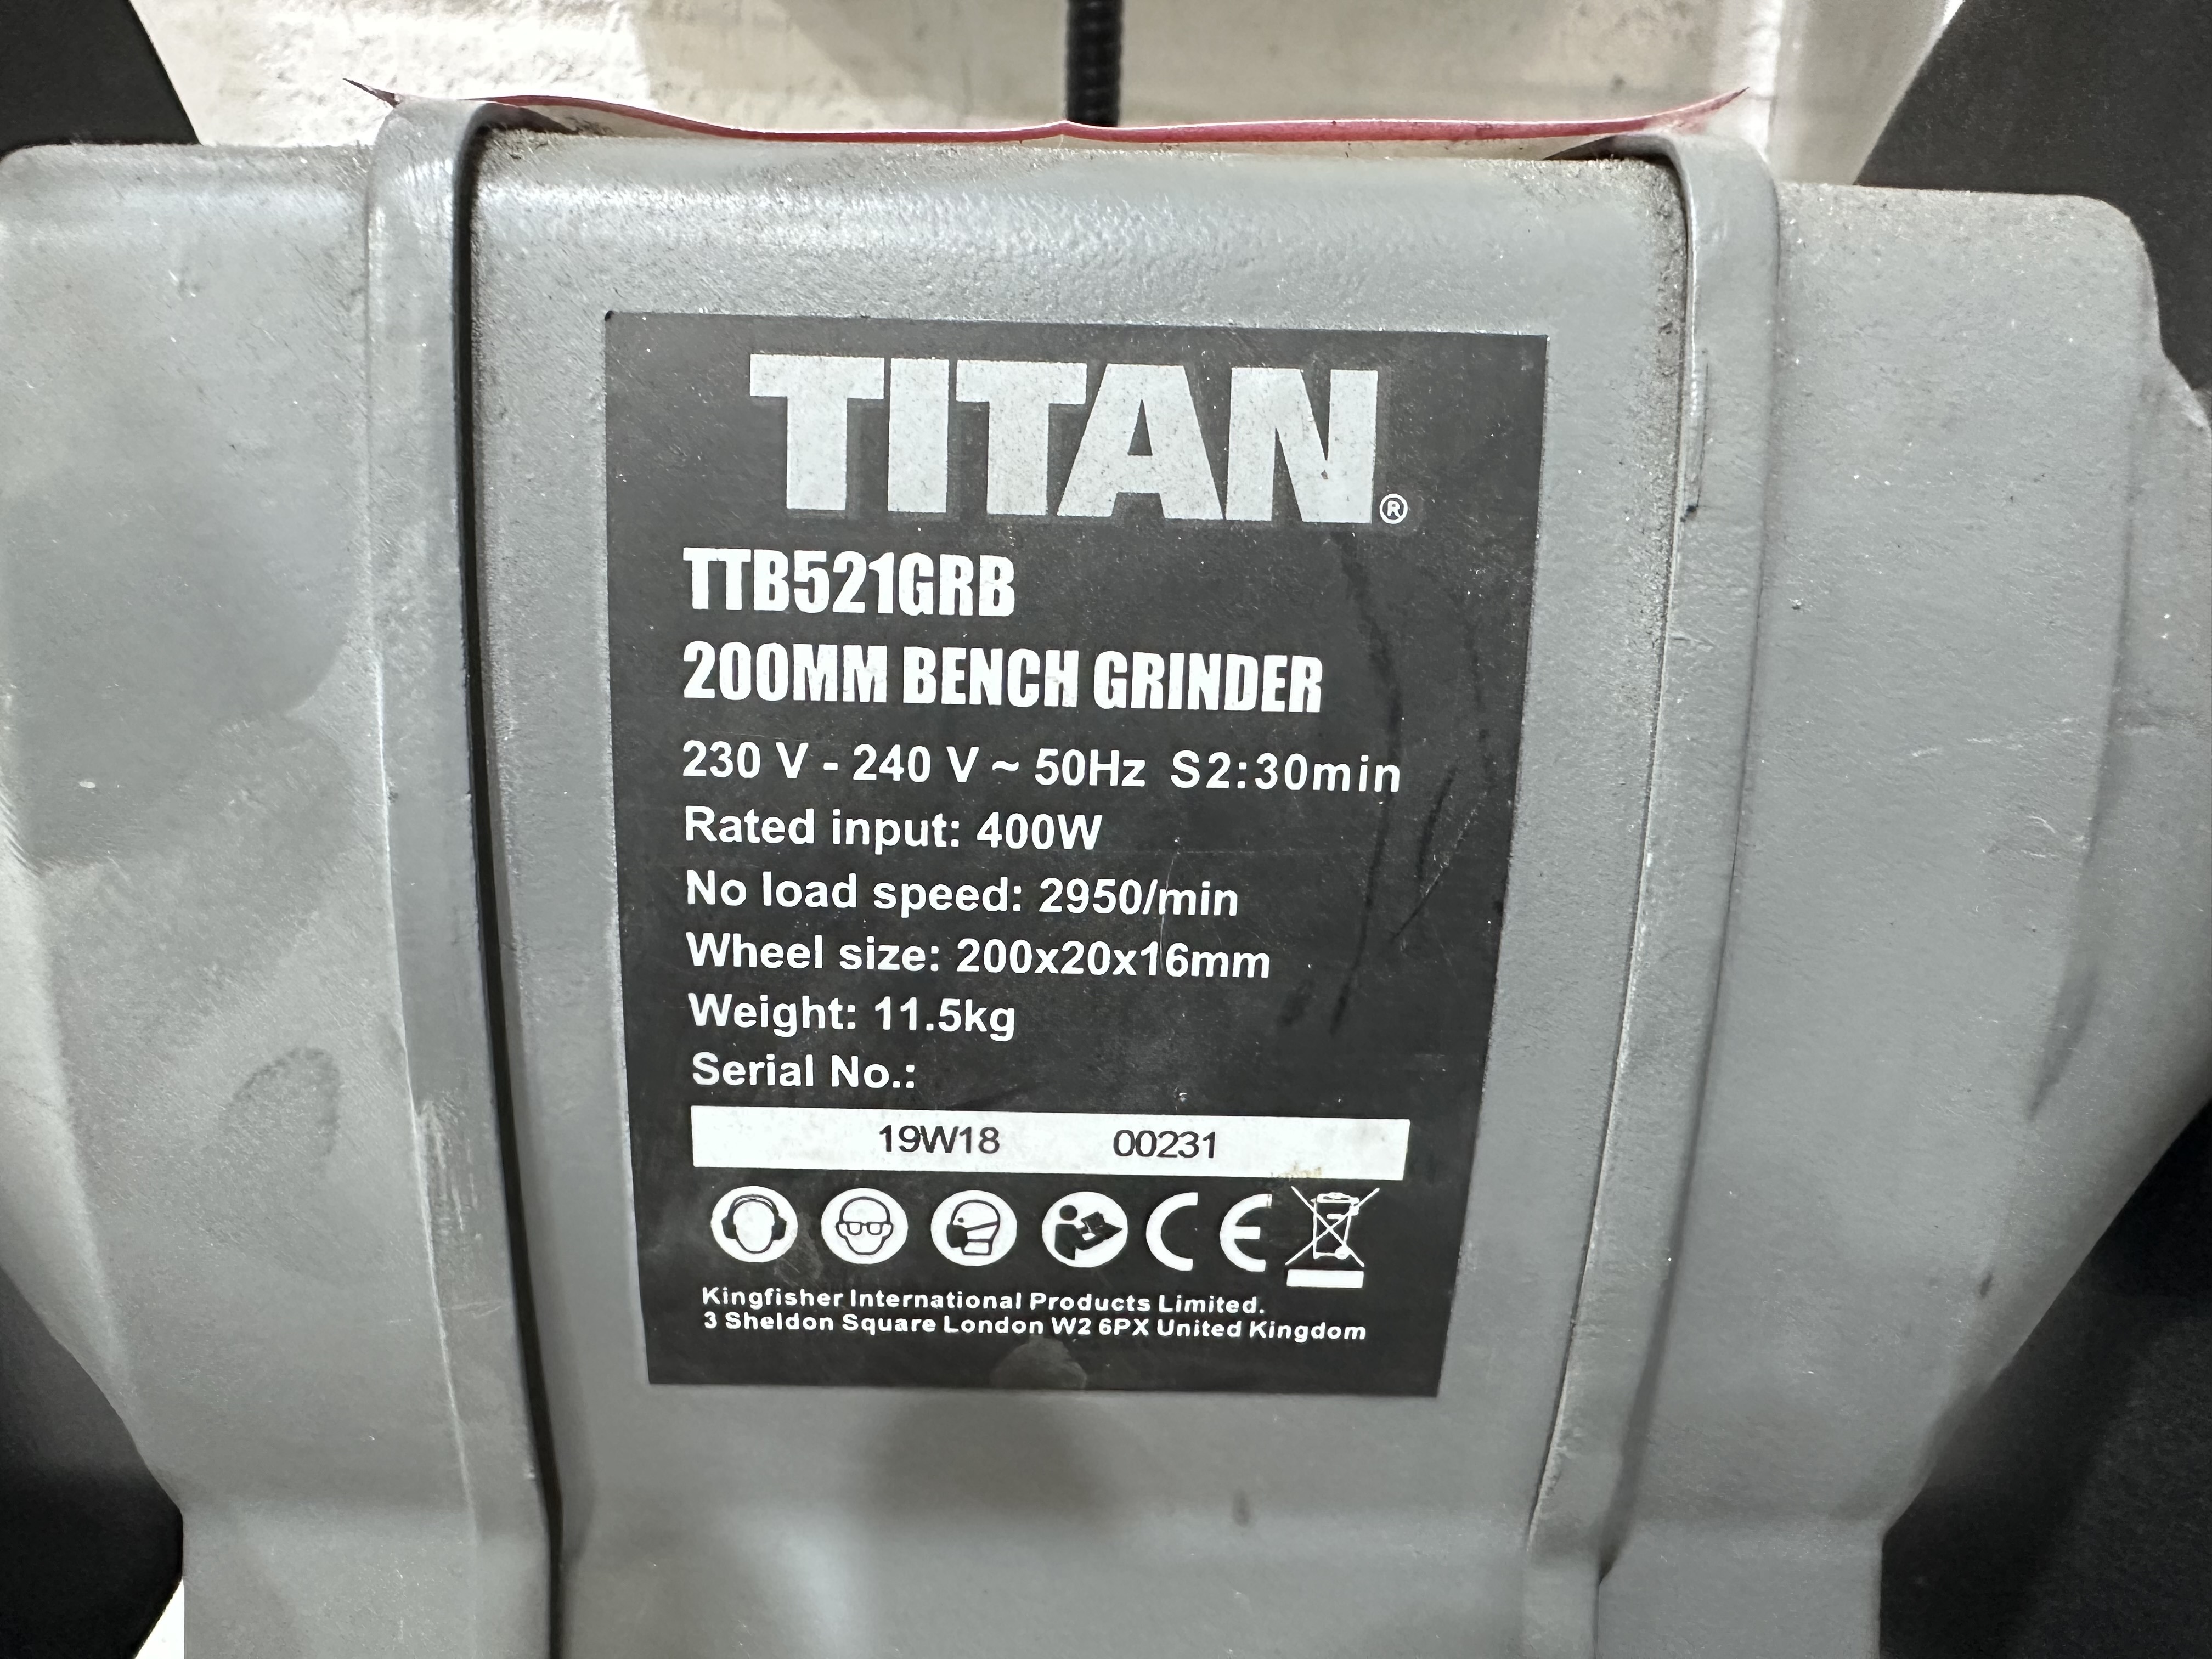 TITAN®
TTB521GRB
200MM BENCH GRINDER
230 V - 240 V ~ 50Hz S2:30min
Rated input: 400W
No load speed: 2950/min
Wheel size: 200x20x16mm
Weight: 11.5kg
Serial No.:
19W18 00231
CE
Kingfisher International Products Limited.
3 Sheldon Square London W2 6PX United Kingdom